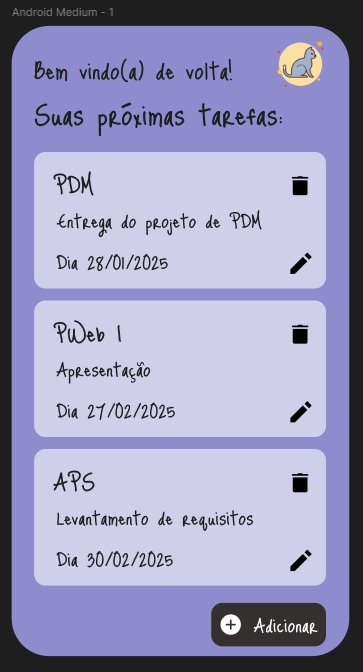 Android Medium - 1
Bem vindo(a) de volta!
Suas próximas tarefas:
PDM
Entrega do projeto de PDM
Dia 28/01/2025
PWeb 1
Apresentação
Dia 27/02/2025
APS
Levantamento de requisitos
Dia 30/02/2025
Adicionar